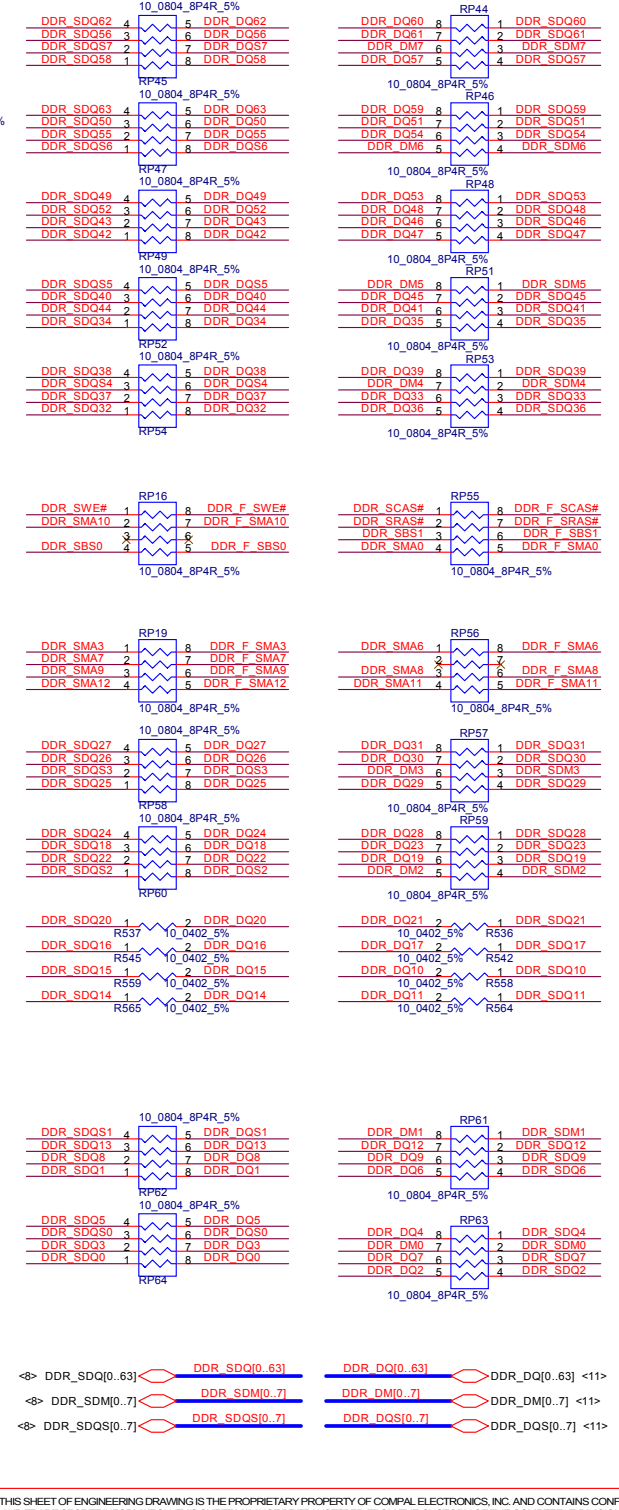 10_0804_8P4R_5%
DDR_SDQ62 4 5 DDR_DQ62
DDR_SDQ56 3 6 DDR_DQ56
DDR_SDQS7 2 7 DDR_DQS7
DDR_SDQ58 1 8 DDR_DQ58
RP45
RP44
DDR_DQ60 8 1 DDR_SDQ60
DDR_DQ61 7 2 DDR_SDQ61
DDR_DM7 6 3 DDR_SDM7
DDR_DQ57 5 4 DDR_SDQ57
10_0804_8P4R_5%
10_0804_8P4R_5%
DDR_SDQ63 4 5 DDR_DQ63
DDR_SDQ50 3 6 DDR_DQ50
DDR_SDQ55 2 7 DDR_DQ55
DDR_SDQS6 1 8 DDR_DQS6
RP47
%
RP46
DDR_DQ59 8 1 DDR_SDQ59
DDR_DQ51 7 2 DDR_SDQ51
DDR_DQ54 6 3 DDR_SDQ54
DDR_DM6 5 4 DDR_SDM6
10_0804_8P4R_5%
10_0804_8P4R_5%
DDR_SDQ49 4 5 DDR_DQ49
DDR_SDQ52 3 6 DDR_DQ52
DDR_SDQ43 2 7 DDR_DQ43
DDR_SDQ42 1 8 DDR_DQ42
RP49
RP48
DDR_DQ53 8 1 DDR_SDQ53
DDR_DQ48 7 2 DDR_SDQ48
DDR_DQ46 6 3 DDR_SDQ46
DDR_DQ47 5 4 DDR_SDQ47
10_0804_8P4R_5%
10_0804_8P4R_5%
DDR_SDQS5 4 5 DDR_DQS5
DDR_SDQ40 3 6 DDR_DQ40
DDR_SDQ44 2 7 DDR_DQ44
DDR_SDQ34 1 8 DDR_DQ34
RP52
RP51
DDR_DM5 8 1 DDR_SDM5
DDR_DQ45 7 2 DDR_SDQ45
DDR_DQ41 6 3 DDR_SDQ41
DDR_DQ35 5 4 DDR_SDQ35
10_0804_8P4R_5%
10_0804_8P4R_5%
DDR_SDQ38 4 5 DDR_DQ38
DDR_SDQS4 3 6 DDR_DQS4
DDR_SDQ37 2 7 DDR_DQ37
DDR_SDQ32 1 8 DDR_DQ32
RP54
RP53
DDR_DQ39 8 1 DDR_SDQ39
DDR_DM4 7 2 DDR_SDM4
DDR_DQ33 6 3 DDR_SDQ33
DDR_DQ36 5 4 DDR_SDQ36
10_0804_8P4R_5%
RP16
DDR_SWE# 1 8 DDR_F_SWE#
DDR_SMA10 2 7 DDR_F_SMA10
3 6
DDR_SBS0 4 5 DDR_F_SBS0
10_0804_8P4R_5%
RP55
DDR_SCAS# 1 8 DDR_F_SCAS#
DDR_SRAS# 2 7 DDR_F_SRAS#
DDR_SBS1 3 6 DDR_F_SBS1
DDR_SMA0 4 5 DDR_F_SMA0
10_0804_8P4R_5%
RP19
DDR_SMA3 1 8 DDR_F_SMA3
DDR_SMA7 2 7 DDR_F_SMA7
DDR_SMA9 3 6 DDR_F_SMA9
DDR_SMA12 4 5 DDR_F_SMA12
10_0804_8P4R_5%
RP56
DDR_SMA6 1 8 DDR_F_SMA6
2 7
DDR_SMA8 3 6 DDR_F_SMA8
DDR_SMA11 4 5 DDR_F_SMA11
10_0804_8P4R_5%
10_0804_8P4R_5%
DDR_SDQ27 4 5 DDR_DQ27
DDR_SDQ26 3 6 DDR_DQ26
DDR_SDQS3 2 7 DDR_DQS3
DDR_SDQ25 1 8 DDR_DQ25
RP58
RP57
DDR_DQ31 8 1 DDR_SDQ31
DDR_DQ30 7 2 DDR_SDQ30
DDR_DM3 6 3 DDR_SDM3
DDR_DQ29 5 4 DDR_SDQ29
10_0804_8P4R_5%
10_0804_8P4R_5%
DDR_SDQ24 4 5 DDR_DQ24
DDR_SDQ18 3 6 DDR_DQ18
DDR_SDQ22 2 7 DDR_DQ22
DDR_SDQS2 1 8 DDR_DQS2
RP60
RP59
DDR_DQ28 8 1 DDR_SDQ28
DDR_DQ23 7 2 DDR_SDQ23
DDR_DQ19 6 3 DDR_SDQ19
DDR_DM2 5 4 DDR_SDM2
10_0804_8P4R_5%
DDR_SDQ20 1 2 DDR_DQ20
R537 10_0402_5%
DDR_SDQ16 1 2 DDR_DQ16
R545 10_0402_5%
DDR_SDQ15 1 2 DDR_DQ15
R559 10_0402_5%
DDR_SDQ14 1 2 DDR_DQ14
R565 10_0402_5%
DDR_DQ21 2 1 DDR_SDQ21
10_0402_5% R536
DDR_DQ17 2 1 DDR_SDQ17
10_0402_5% R542
DDR_DQ10 2 1 DDR_SDQ10
10_0402_5% R558
DDR_DQ11 2 1 DDR_SDQ11
10_0402_5% R564
10_0804_8P4R_5%
DDR_SDQS1 4 5 DDR_DQS1
DDR_SDQ13 3 6 DDR_DQ13
DDR_SDQ8 2 7 DDR_DQ8
DDR_SDQ1 1 8 DDR_DQ1
RP62
RP61
DDR_DM1 8 1 DDR_SDM1
DDR_DQ12 7 2 DDR_SDQ12
DDR_DQ9 6 3 DDR_SDQ9
DDR_DQ6 5 4 DDR_SDQ6
10_0804_8P4R_5%
10_0804_8P4R_5%
DDR_SDQ5 4 5 DDR_DQ5
DDR_SDQS0 3 6 DDR_DQS0
DDR_SDQ3 2 7 DDR_DQ3
DDR_SDQ0 1 8 DDR_DQ0
RP64
RP63
DDR_DQ4 8 1 DDR_SDQ4
DDR_DM0 7 2 DDR_SDM0
DDR_DQ7 6 3 DDR_SDQ7
DDR_DQ2 5 4 DDR_SDQ2
10_0804_8P4R_5%
<8> DDR_SDQ[0..63] DDR_SDQ[0..63] DDR_DQ[0..63] DDR_DQ[0..63] <11>
<8> DDR_SDM[0..7] DDR_SDM[0..7] DDR_DM[0..7] DDR_DM[0..7] <11>
<8> DDR_SDQS[0..7] DDR_SDQS[0..7] DDR_DQS[0..7] DDR_DQS[0..7] <11>
THIS SHEET OF ENGINEERING DRAWING IS THE PROPRIETARY PROPERTY OF COMPAL ELECTRONICS, INC. AND CONTAINS CONF